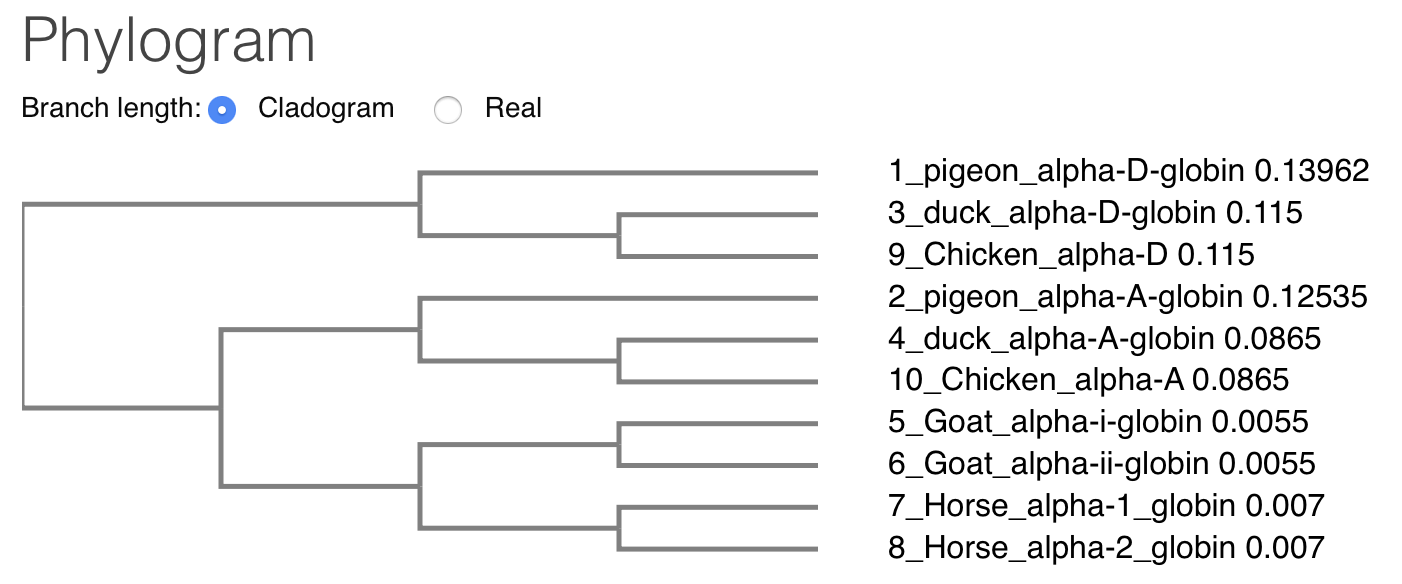 Phylogram
Branch length: Cladogram Real
1_pigeon_alpha-D-globin 0.13962
3_duck_alpha-D-globin 0.115
9_Chicken_alpha-D 0.115
2_pigeon_alpha-A-globin 0.12535
4_duck_alpha-A-globin 0.0865
10_Chicken_alpha-A 0.0865
5_Goat_alpha-i-globin 0.0055
6_Goat_alpha-ii-globin 0.0055
7_Horse_alpha-1_globin 0.007
8_Horse_alpha-2_globin 0.007